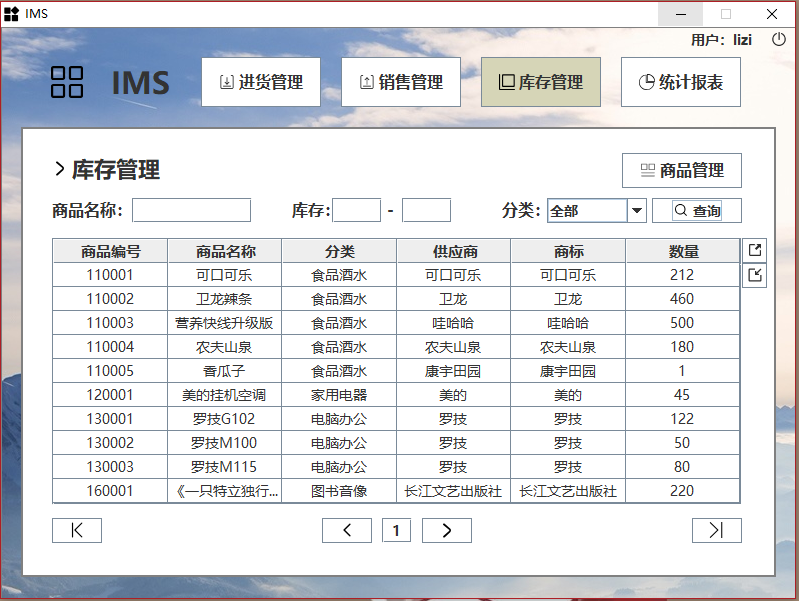 IMS
用户：lizi
IMS 进货管理 销售管理 库存管理 统计报表
库存管理 商品管理
商品名称： 库存： - 分类： 全部 查询
商品编号 商品名称 分类 供应商 商标 数量
110001 可口可乐 食品酒水 可口可乐 可口可乐 212
110002 卫龙辣条 食品酒水 卫龙 卫龙 460
110003 营养快线升级版 食品酒水 哇哈哈 哇哈哈 500
110004 农夫山泉 食品酒水 农夫山泉 农夫山泉 180
110005 香瓜子 食品酒水 康宇田园 康宇田园 1
120001 美的挂机空调 家用电器 美的 美的 45
130001 罗技G102 电脑办公 罗技 罗技 122
130002 罗技M100 电脑办公 罗技 罗技 50
130003 罗技M115 电脑办公 罗技 罗技 80
160001 《一只特立独行... 图书音像 长江文艺出版社 长江文艺出版社 220
1